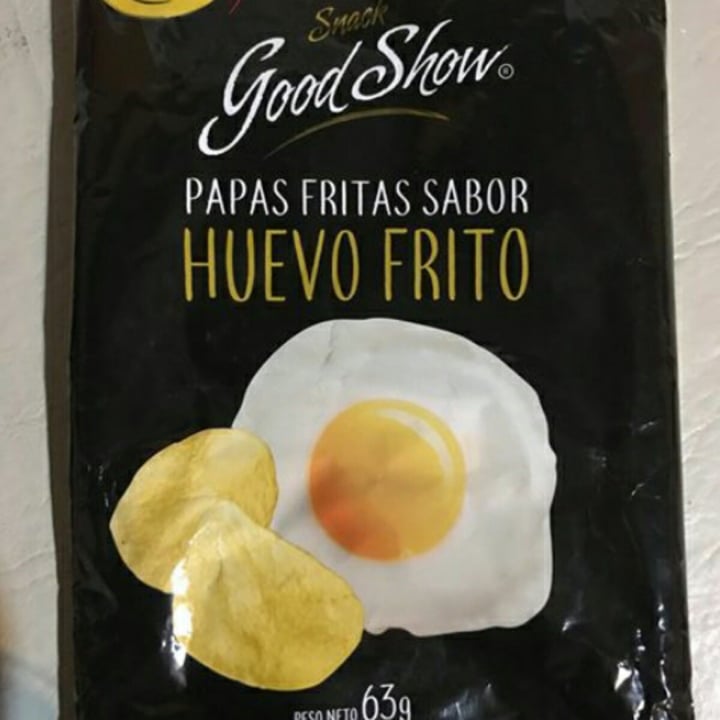 Snack
Good Show®
PAPAS FRITAS SABOR
HUEVO FRITO
PESO NETO 63g